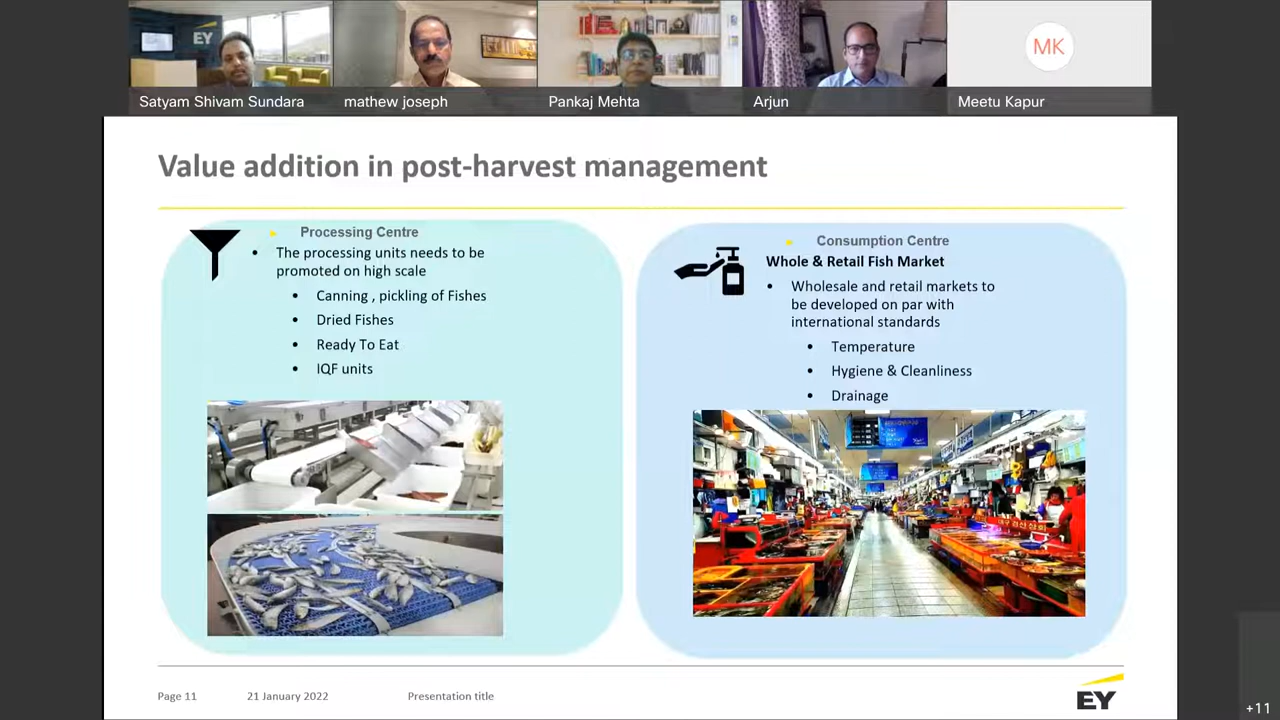 EY
Satyam Shivam Sundara
mathew joseph
Pankaj Mehta
Arjun
MK
Meetu Kapur
Value addition in post-harvest management
Processing Centre
• The processing units needs to be
promoted on high scale
• Canning , pickling of Fishes
• Dried Fishes
• Ready To Eat
• IQF units
Consumption Centre
Whole & Retail Fish Market
• Wholesale and retail markets to
be developed on par with
international standards
• Temperature
• Hygiene & Cleanliness
• Drainage
Page 11
21 January 2022
Presentation title
EY
+11